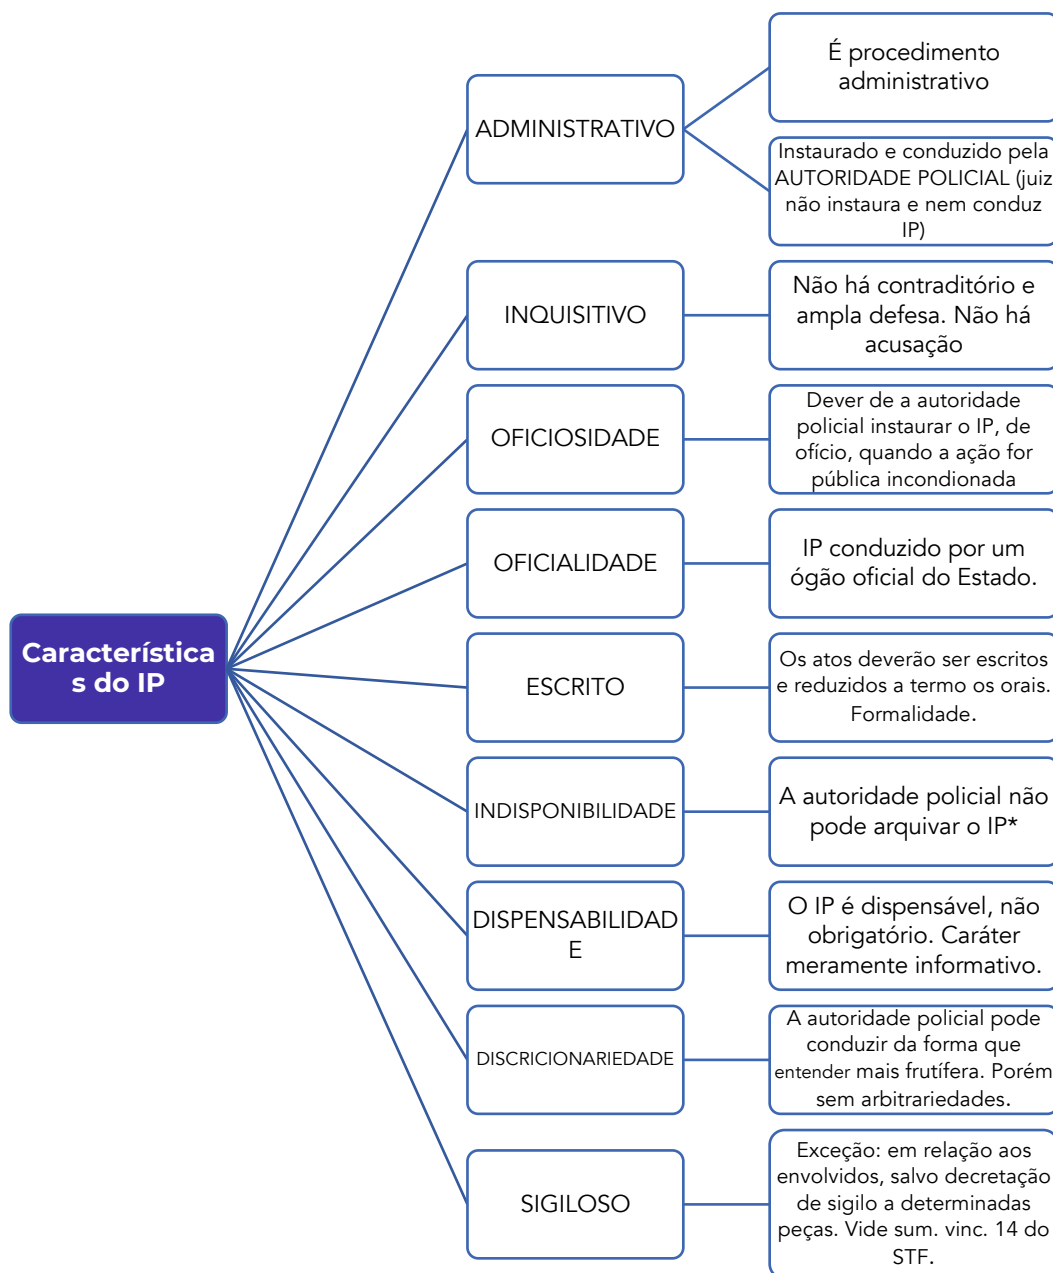 Característica
s do IP
ADMINISTRATIVO
É procedimento
administrativo
Instaurado e conduzido pela
AUTORIDADE POLICIAL (juiz
não instaura e nem conduz
IP)
INQUISITIVO
Não há contraditório e
ampla defesa. Não há
acusação
OFICIOSIDADE
Dever de a autoridade
policial instaurar o IP, de
ofício, quando a ação for
pública incondionada
OFICIALIDADE
IP conduzido por um
ógão oficial do Estado.
ESCRITO
Os atos deverão ser escritos
e reduzidos a termo os orais.
Formalidade.
INDISPONIBILIDADE
A autoridade policial não
pode arquivar o IP*
DISPENSABILIDAD
E
O IP é dispensável, não
obrigatório. Caráter
meramente informativo.
DISCRICIONARIEDADE
A autoridade policial pode
conduzir da forma que
entender mais frutífera. Porém
sem arbitrariedades.
SIGILOSO
Exceção: em relação aos
envolvidos, salvo decretação
de sigilo a determinadas
peças. Vide sum. vinc. 14 do
STF.